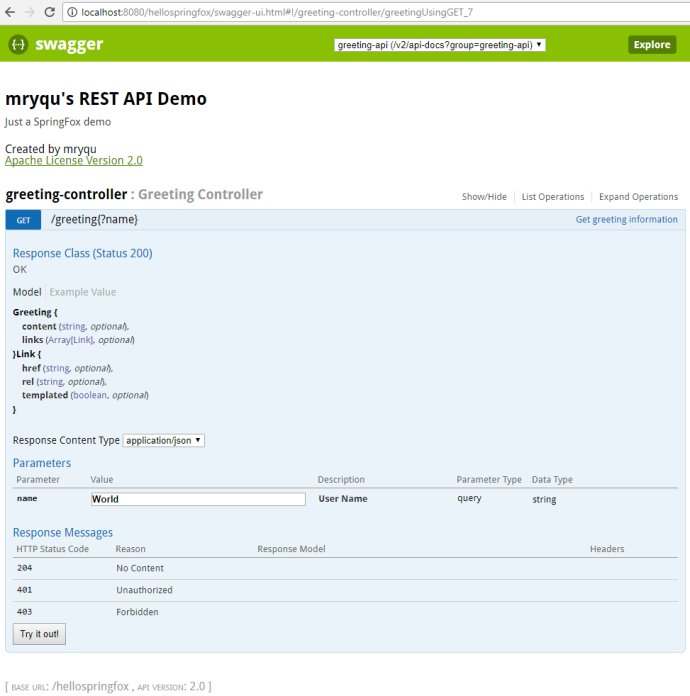 localhost:8080/hellospringfox/swagger-ui.html#!/greeting-controller/greetingUsingGET_7
{··} swagger greeting-api (/v2/api-docs?group=greeting-api) Explore
mryqu's REST API Demo
Just a SpringFox demo
Created by mryqu
Apache License Version 2.0
greeting-controller : Greeting Controller Show/Hide List Operations Expand Operations
GET /greeting{?name} Get greeting information
Response Class (Status 200)
OK
Model Example Value
Greeting {
content (string, optional),
links (Array[Link], optional)
}Link {
href (string, optional),
rel (string, optional),
templated (boolean, optional)
}
Response Content Type application/json
Parameters
Parameter Value Description Parameter Type Data Type
name World User Name query string
Response Messages
HTTP Status Code Reason Response Model Headers
204 No Content
401 Unauthorized
403 Forbidden
Try it out!
[ BASE URL: /hellospringfox , API VERSION: 2.0 ]